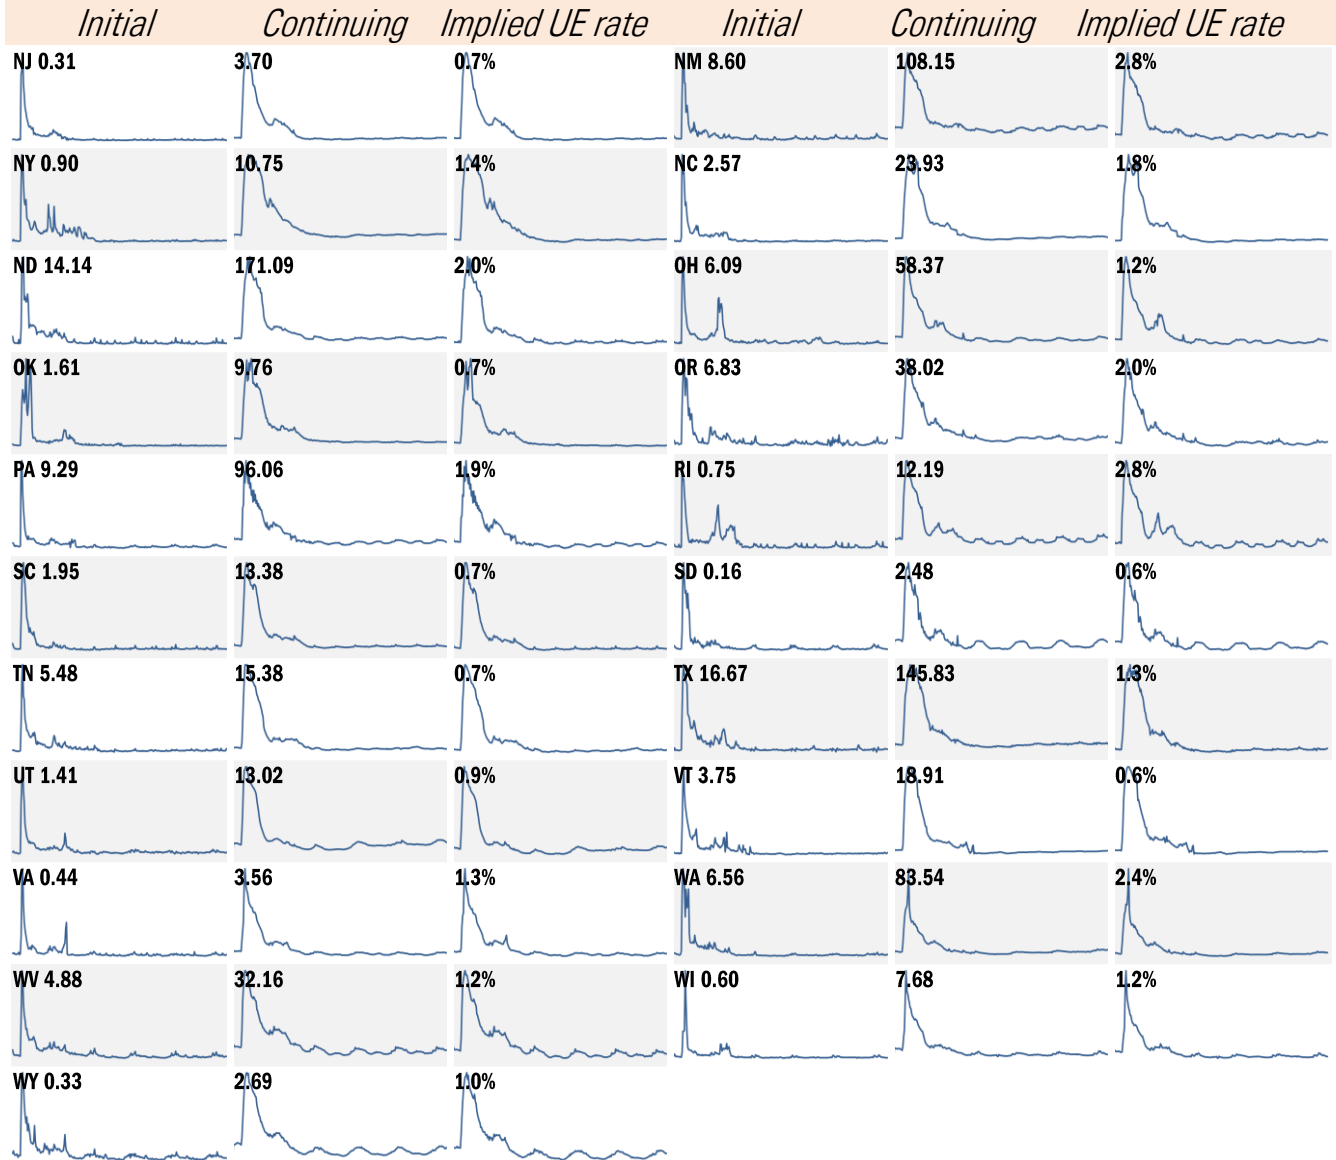 Initial Continuing Implied UE rate Initial Continuing Implied UE rate
NJ 0.31 3.70 0.7% NM 8.60 108.15 2.8%
NY 0.90 10.75 1.4% NC 2.57 23.93 1.8%
ND 14.14 171.09 2.0% OH 6.09 58.37 1.2%
OK 1.61 9.76 0.7% OR 6.83 38.02 2.0%
PA 9.29 96.06 1.9% RI 0.75 12.19 2.8%
SC 1.95 13.38 0.7% SD 0.16 2.48 0.6%
TN 5.48 15.38 0.7% TX 16.67 145.83 1.3%
UT 1.41 13.02 0.9% VT 3.75 18.91 0.6%
VA 0.44 3.56 1.3% WA 6.56 83.54 2.4%
WV 4.88 32.16 1.2% WI 0.60 7.68 1.2%
WY 0.33 2.69 1.0%